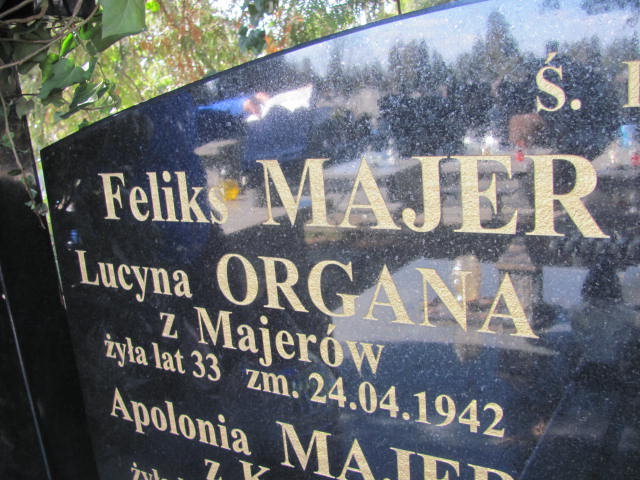 Ś.
Feliks MAJER
Lucyna ORGANA
z Majerów
żyła lat 33 zm. 24.04.1942
Apolonia MAJER
z K